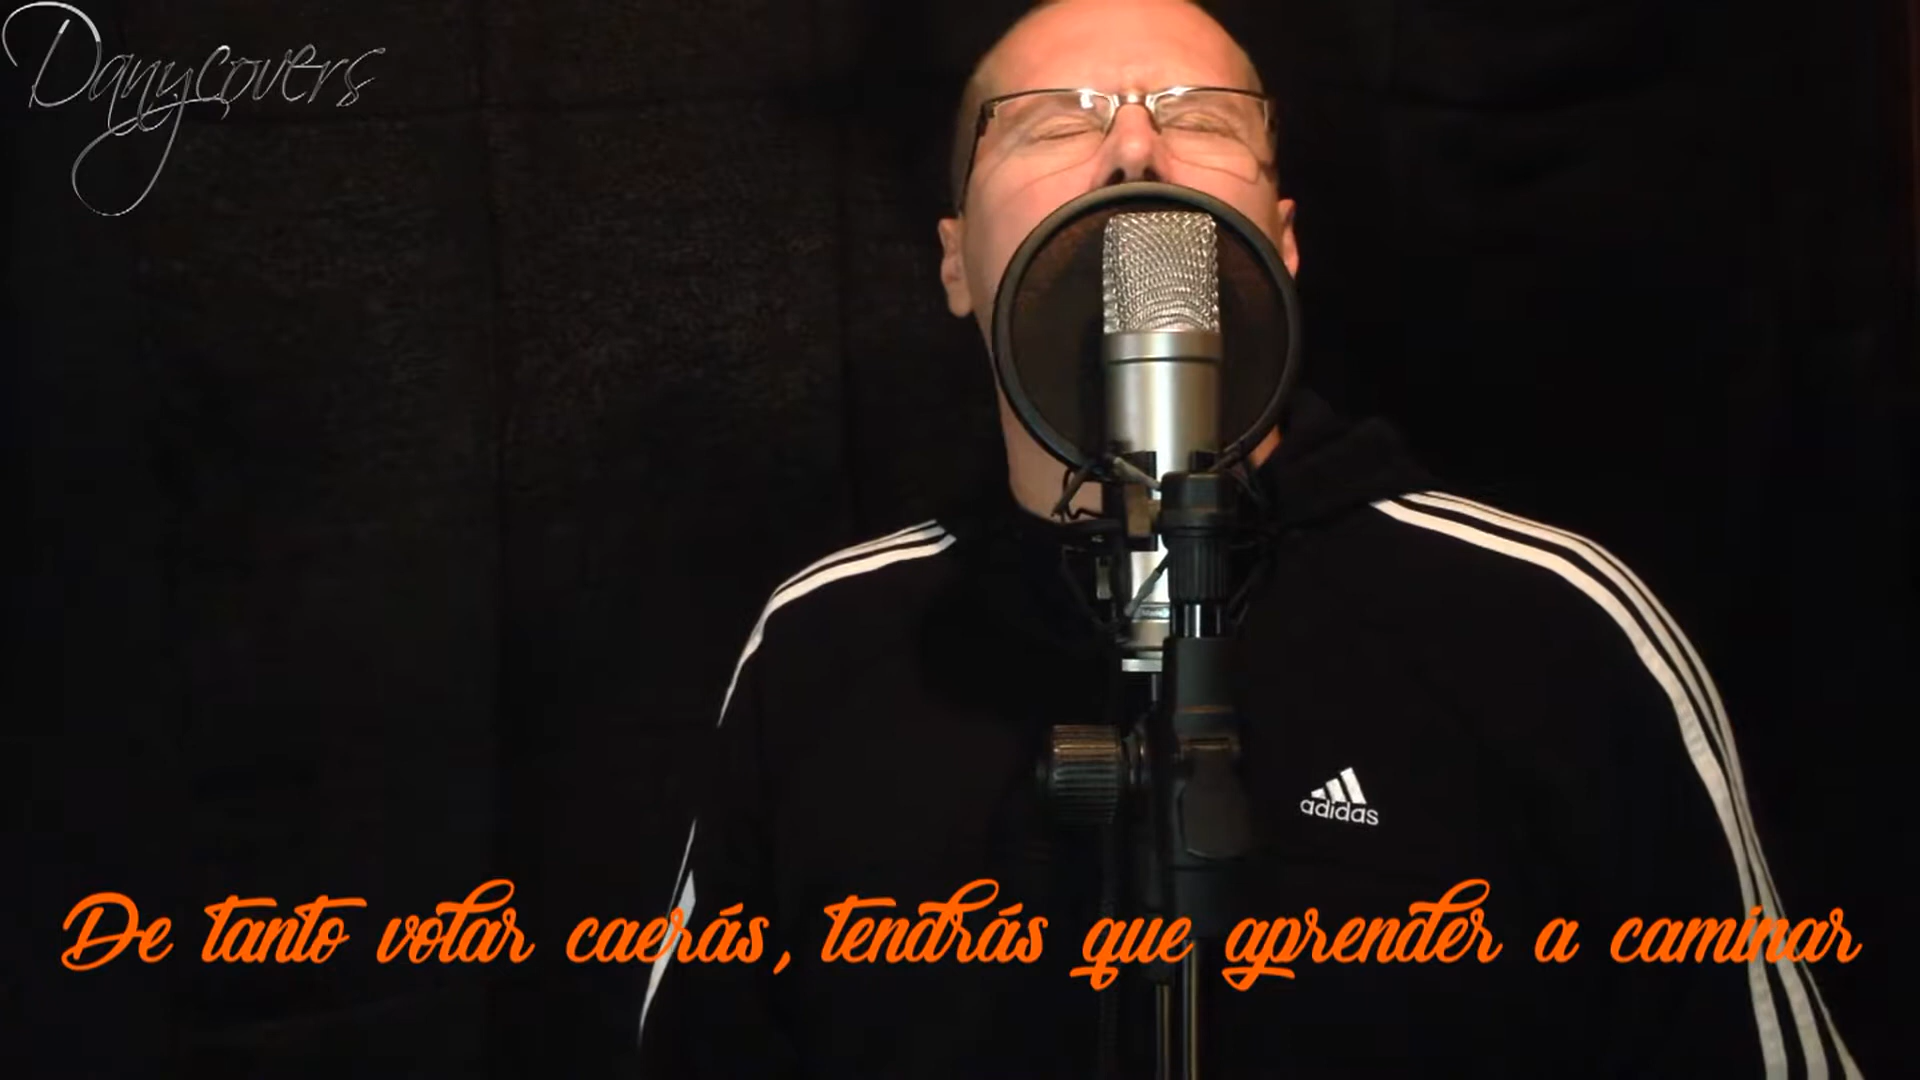 Danycovers
adidas
De tanto volar caerás, tendrás que aprender a caminar